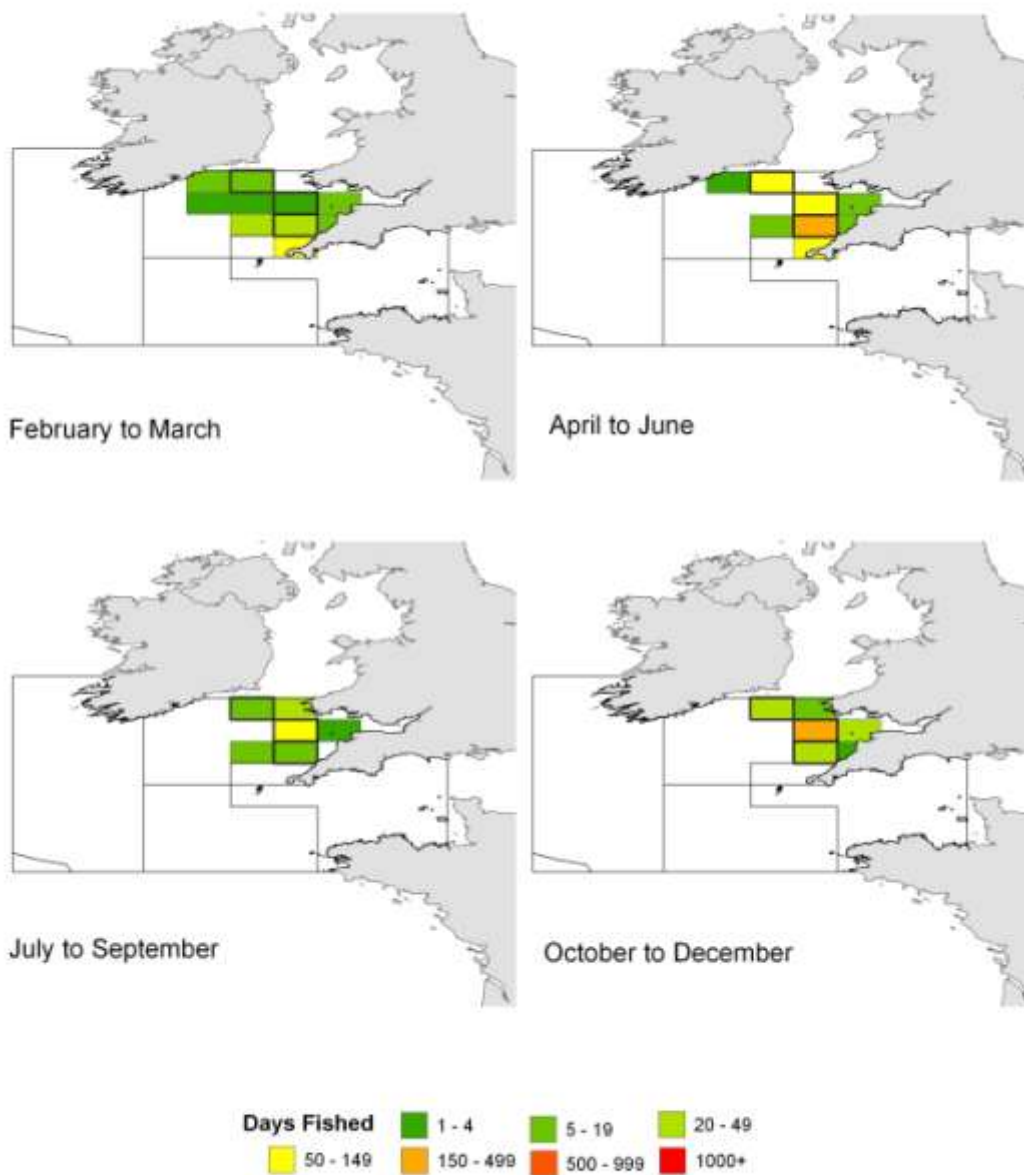 February to March
April to June
July to September
October to December
Days Fished
1 - 4
5 - 19
20 - 49
50 - 149
150 - 499
500 - 999
1000+